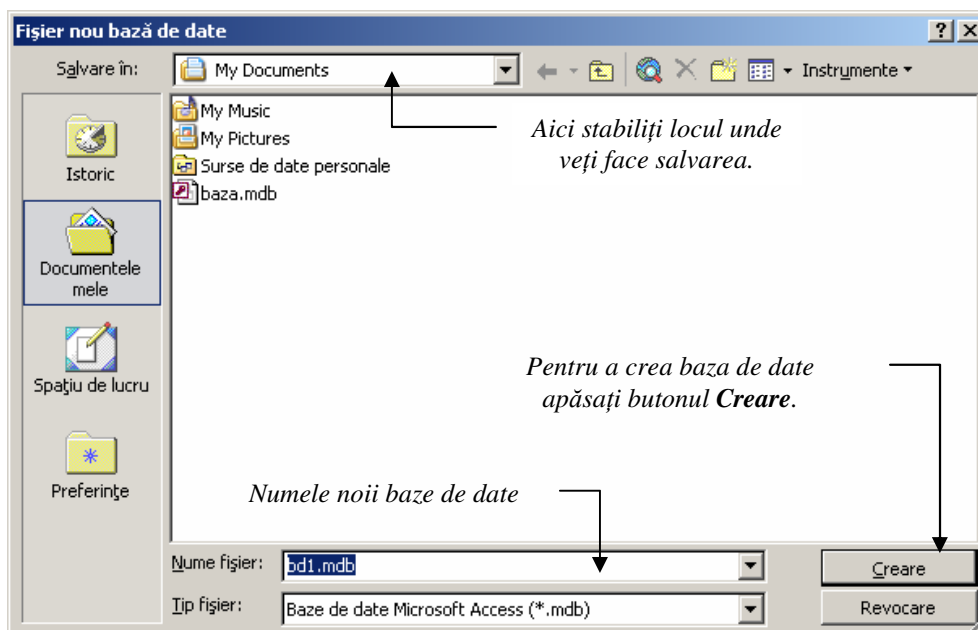 Fişier nou bază de date
Salvare în:
My Documents
Instrumente
My Music
My Pictures
Surse de date personale
baza.mdb
Aici stabiliți locul unde
veți face salvarea.
Istoric
Documentele
mele
Spaţiu de lucru
Preferinţe
Pentru a crea baza de date
apăsați butonul Creare.
Numele noii baze de date
Nume fişier:
bd1.mdb
Creare
Tip fişier:
Baze de date Microsoft Access (*.mdb)
Revocare